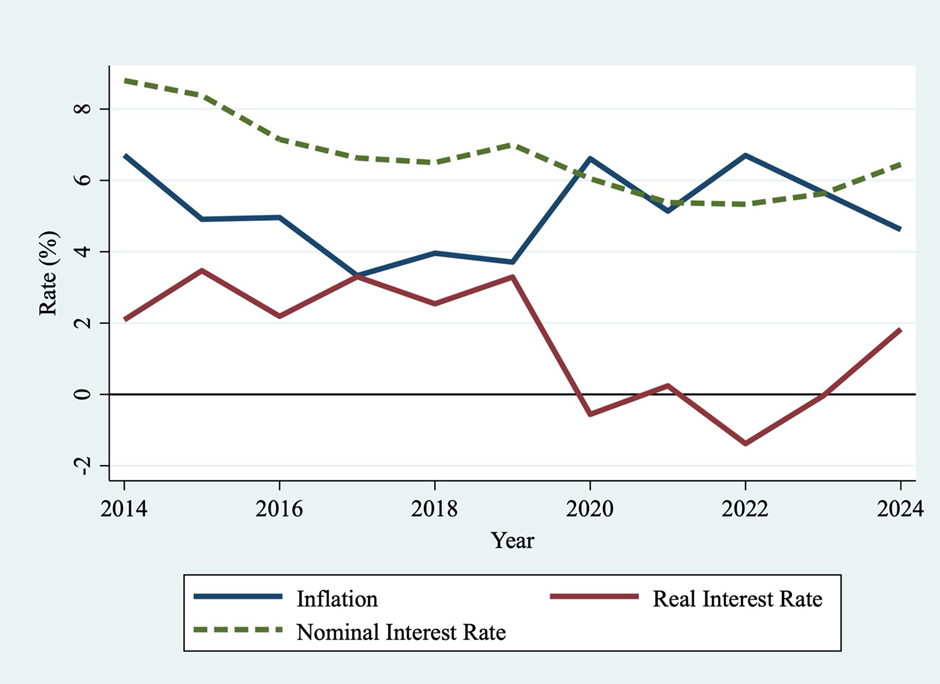 8
6
4
2
0
-2
Rate (%)
2014 2016 2018 2020 2022 2024
Year
Inflation Real Interest Rate
Nominal Interest Rate